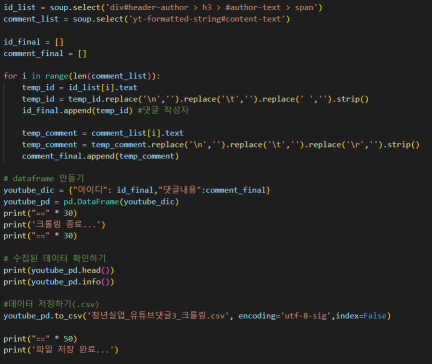 id_list = soup.select('div#header-author > h3 > #author-text > span')
comment_list = soup.select('yt-formatted-string#content-text')

id_final = []
comment_final = []

for i in range(len(comment_list)):
    temp_id = id_list[i].text
    temp_id = temp_id.replace('\n','').replace('\t','').replace(' ','').strip()
    id_final.append(temp_id) #댓글 작성자

    temp_comment = comment_list[i].text
    temp_comment = temp_comment.replace('\n','').replace('\t','').replace('\r','').strip()
    comment_final.append(temp_comment)

# dataframe 만들기
youtube_dic = {"아이디": id_final,"댓글내용":comment_final}
youtube_pd = pd.DataFrame(youtube_dic)
print("==" * 30)
print('크롤링 종료...')
print("==" * 30)

# 수집된 데이터 확인하기
print(youtube_pd.head())
print(youtube_pd.info())

#데이터 저장하기(.csv)
youtube_pd.to_csv('청년실업_유튜브댓글3_크롤링.csv', encoding='utf-8-sig',index=False)

print("==" * 50)
print('파일 저장 완료...')